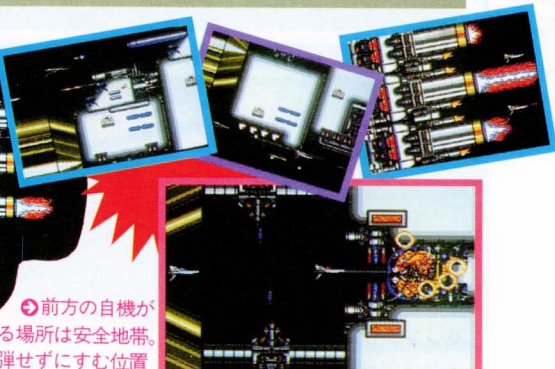 ➔前方の自機が
る場所は安全地帯。
弾せずにすむ位置